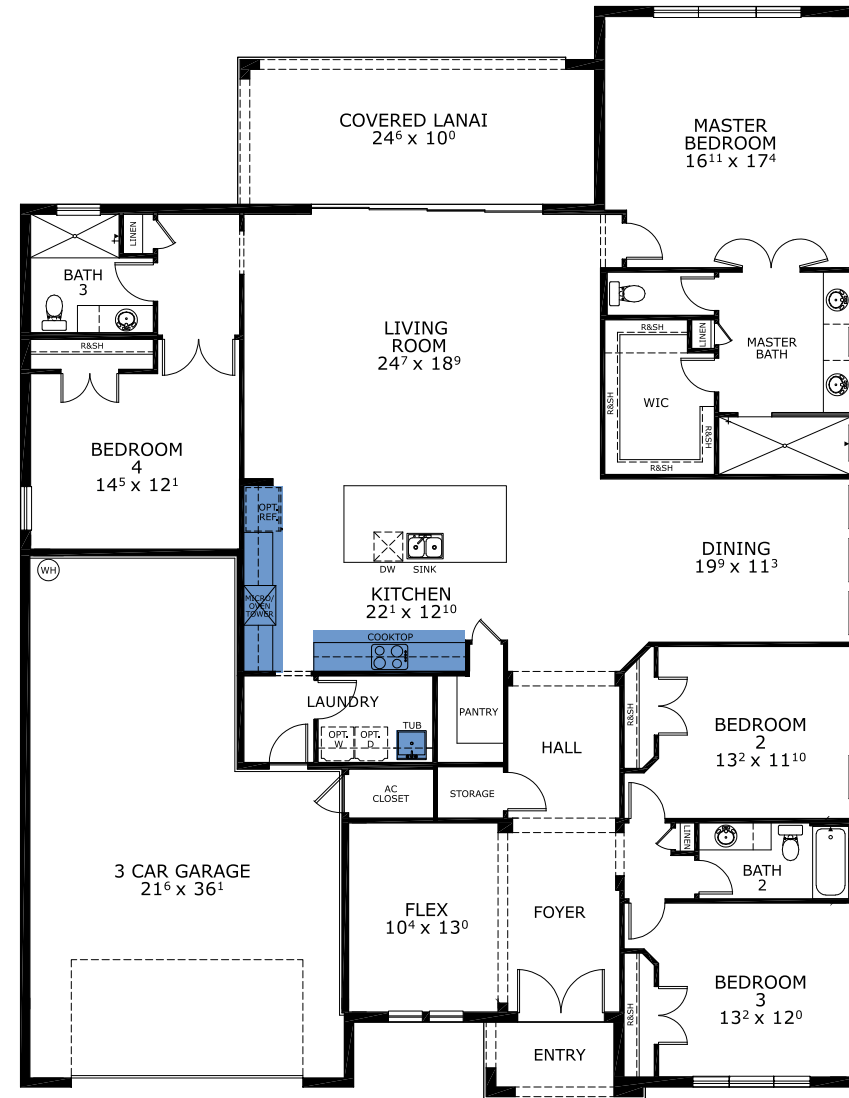 COVERED LANAI
24⁶ x 10⁰
MASTER
BEDROOM
16¹¹ x 17⁴
LINEN
BATH
3
R&SH
LIVING
ROOM
24⁷ x 18⁹
R&SH
LINEN
MASTER
BATH
WIC
R&SH
R&SH
R&SH
BEDROOM
4
14⁵ x 12¹
OPT.
REF.
DINING
19⁹ x 11³
WH
DW
SINK
MICRO/
OVEN
TOWER
KITCHEN
22¹ x 12¹⁰
COOKTOP
LAUNDRY
OPT.
W
OPT.
D
TUB
PANTRY
R&SH
BEDROOM
2
13² x 11¹⁰
HALL
AC
CLOSET
STORAGE
LINEN
BATH
2
3 CAR GARAGE
21⁶ x 36¹
FLEX
10⁴ x 13⁰
FOYER
R&SH
BEDROOM
3
13² x 12⁰
ENTRY